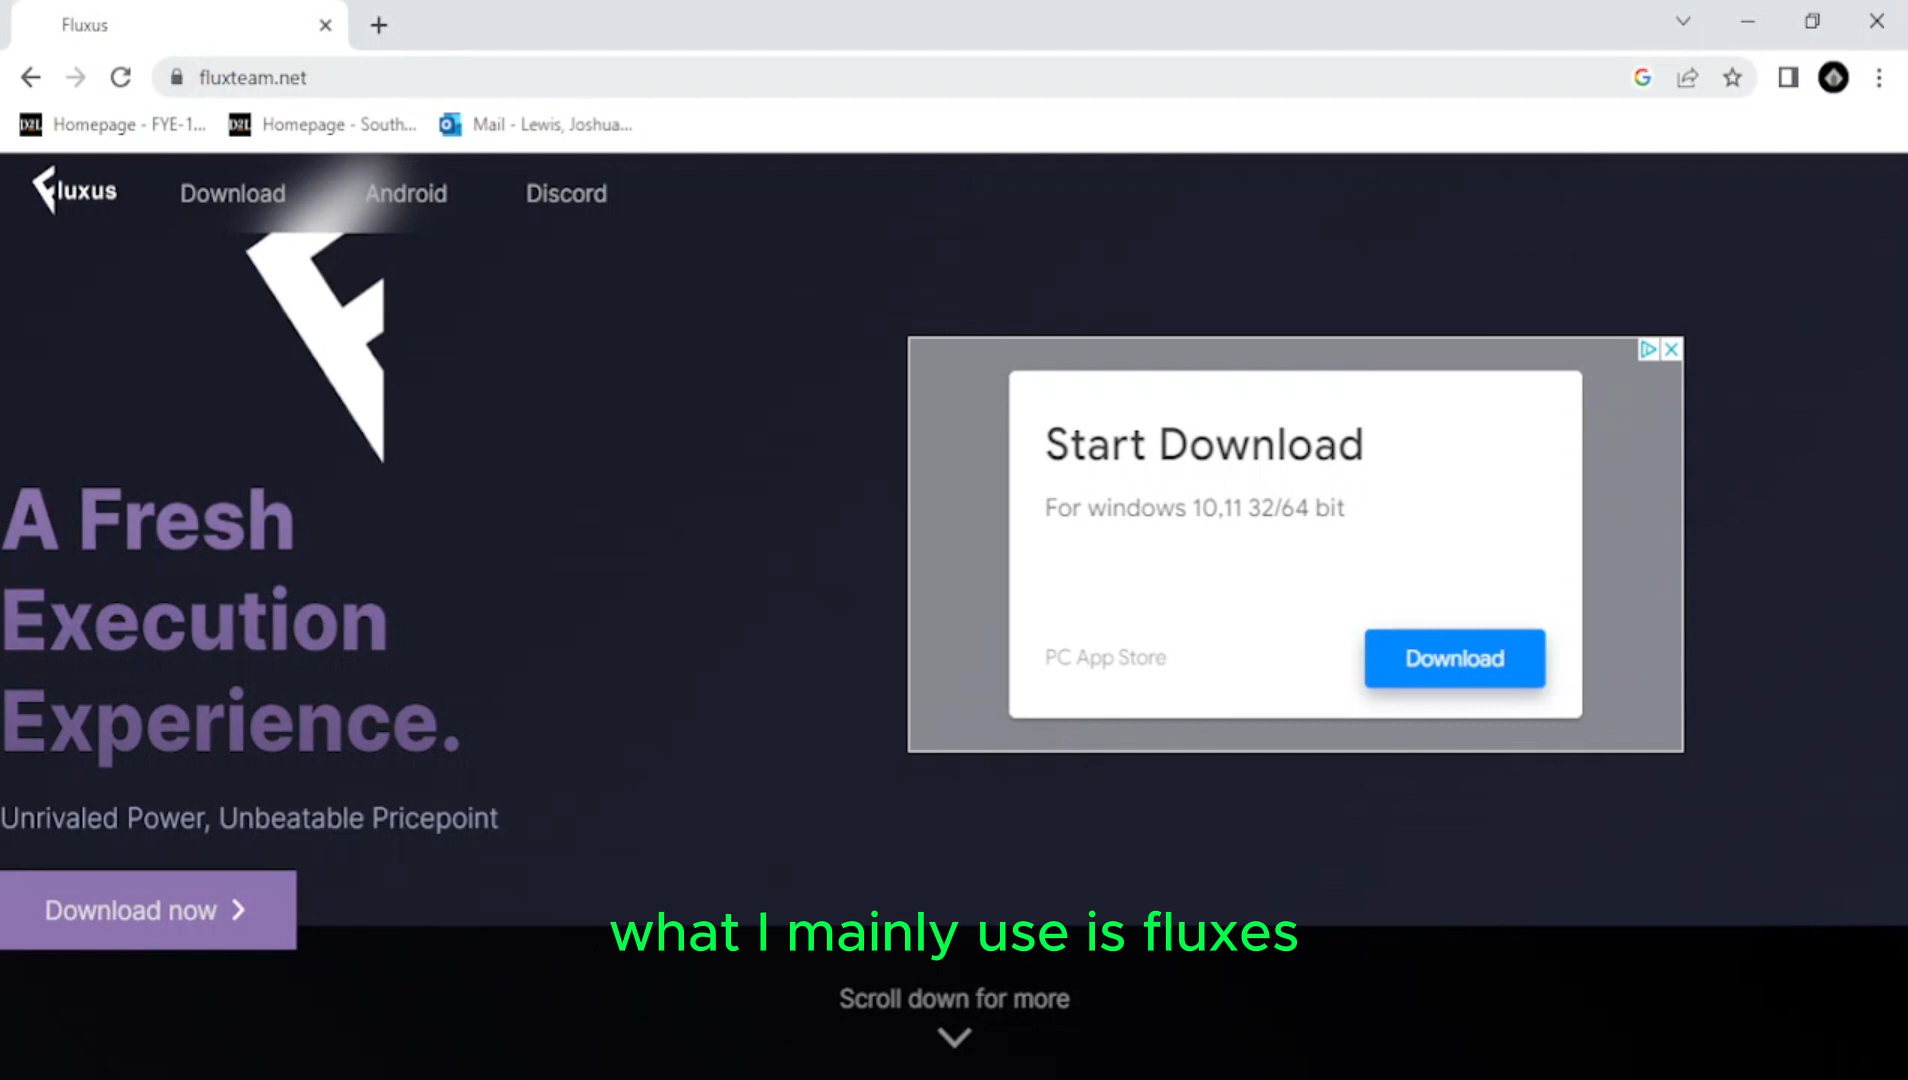 Fluxus
fluxteam.net
Homepage - FYE-1...
Homepage - South...
Mail - Lewis, Joshua...
Fluxus
Download
Android
Discord
A Fresh
Execution
Experience.
Unrivaled Power, Unbeatable Pricepoint
Download now
Start Download
For windows 10,11 32/64 bit
PC App Store
Download
what I mainly use is fluxes
Scroll down for more